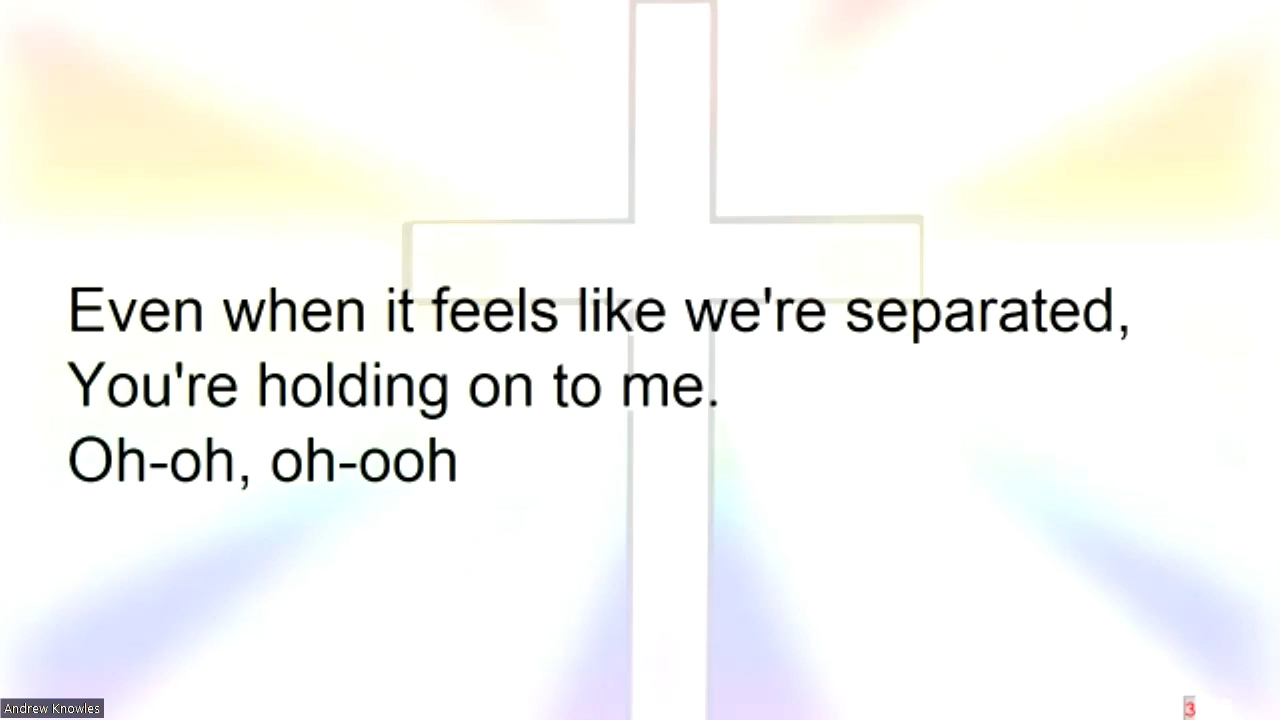 Even when it feels like we're separated,
You're holding on to me.
Oh-oh, oh-ooh
Andrew Knowles
3